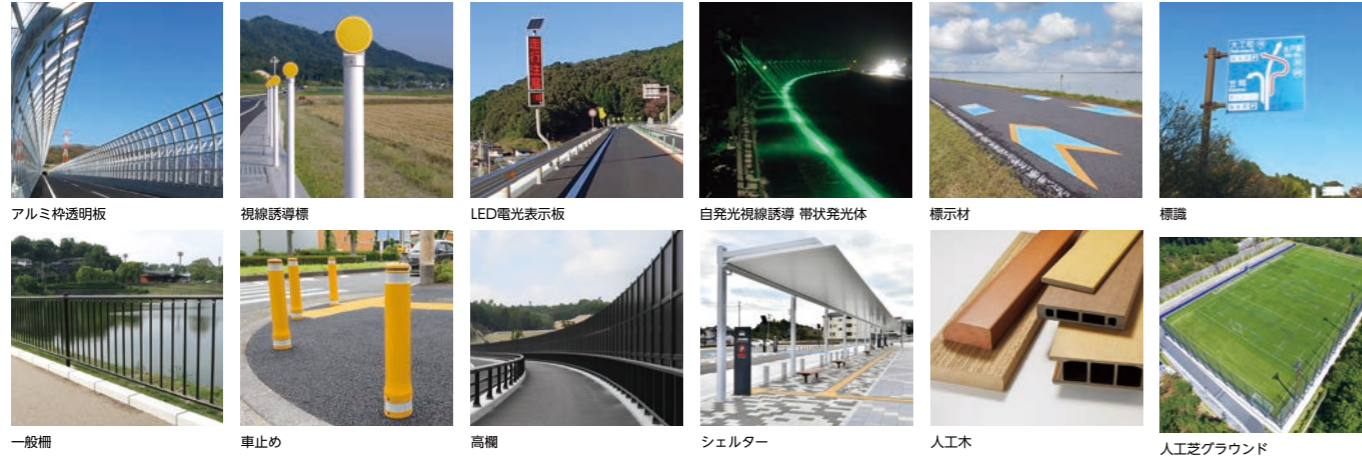 アルミ枠透明板
視線誘導標
LED電光表示板
自発光視線誘導 帯状発光体
標示材
標識
一般柵
車止め
高欄
シェルター
人工木
人工芝グラウンド